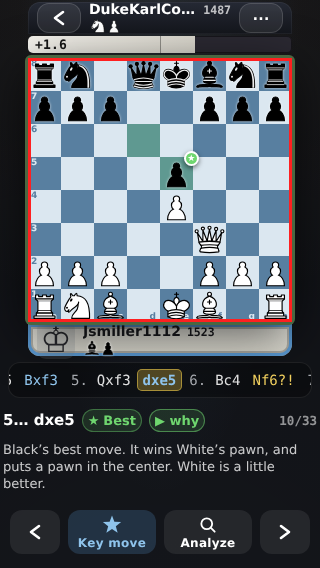 DukeKarlCo... 1487
...
+1.6
8
7
6
5
4
3
2
d
g
Jsmiller1112 1523
5 Bxf3 5. Qxf3 dxe5 6. Bc4 Nf6?! 7
5... dxe5 ★ Best ▶ why 10/33
Black’s best move. It wins White’s pawn, and
puts a pawn in the center. White is a little
better.
Key move
Analyze